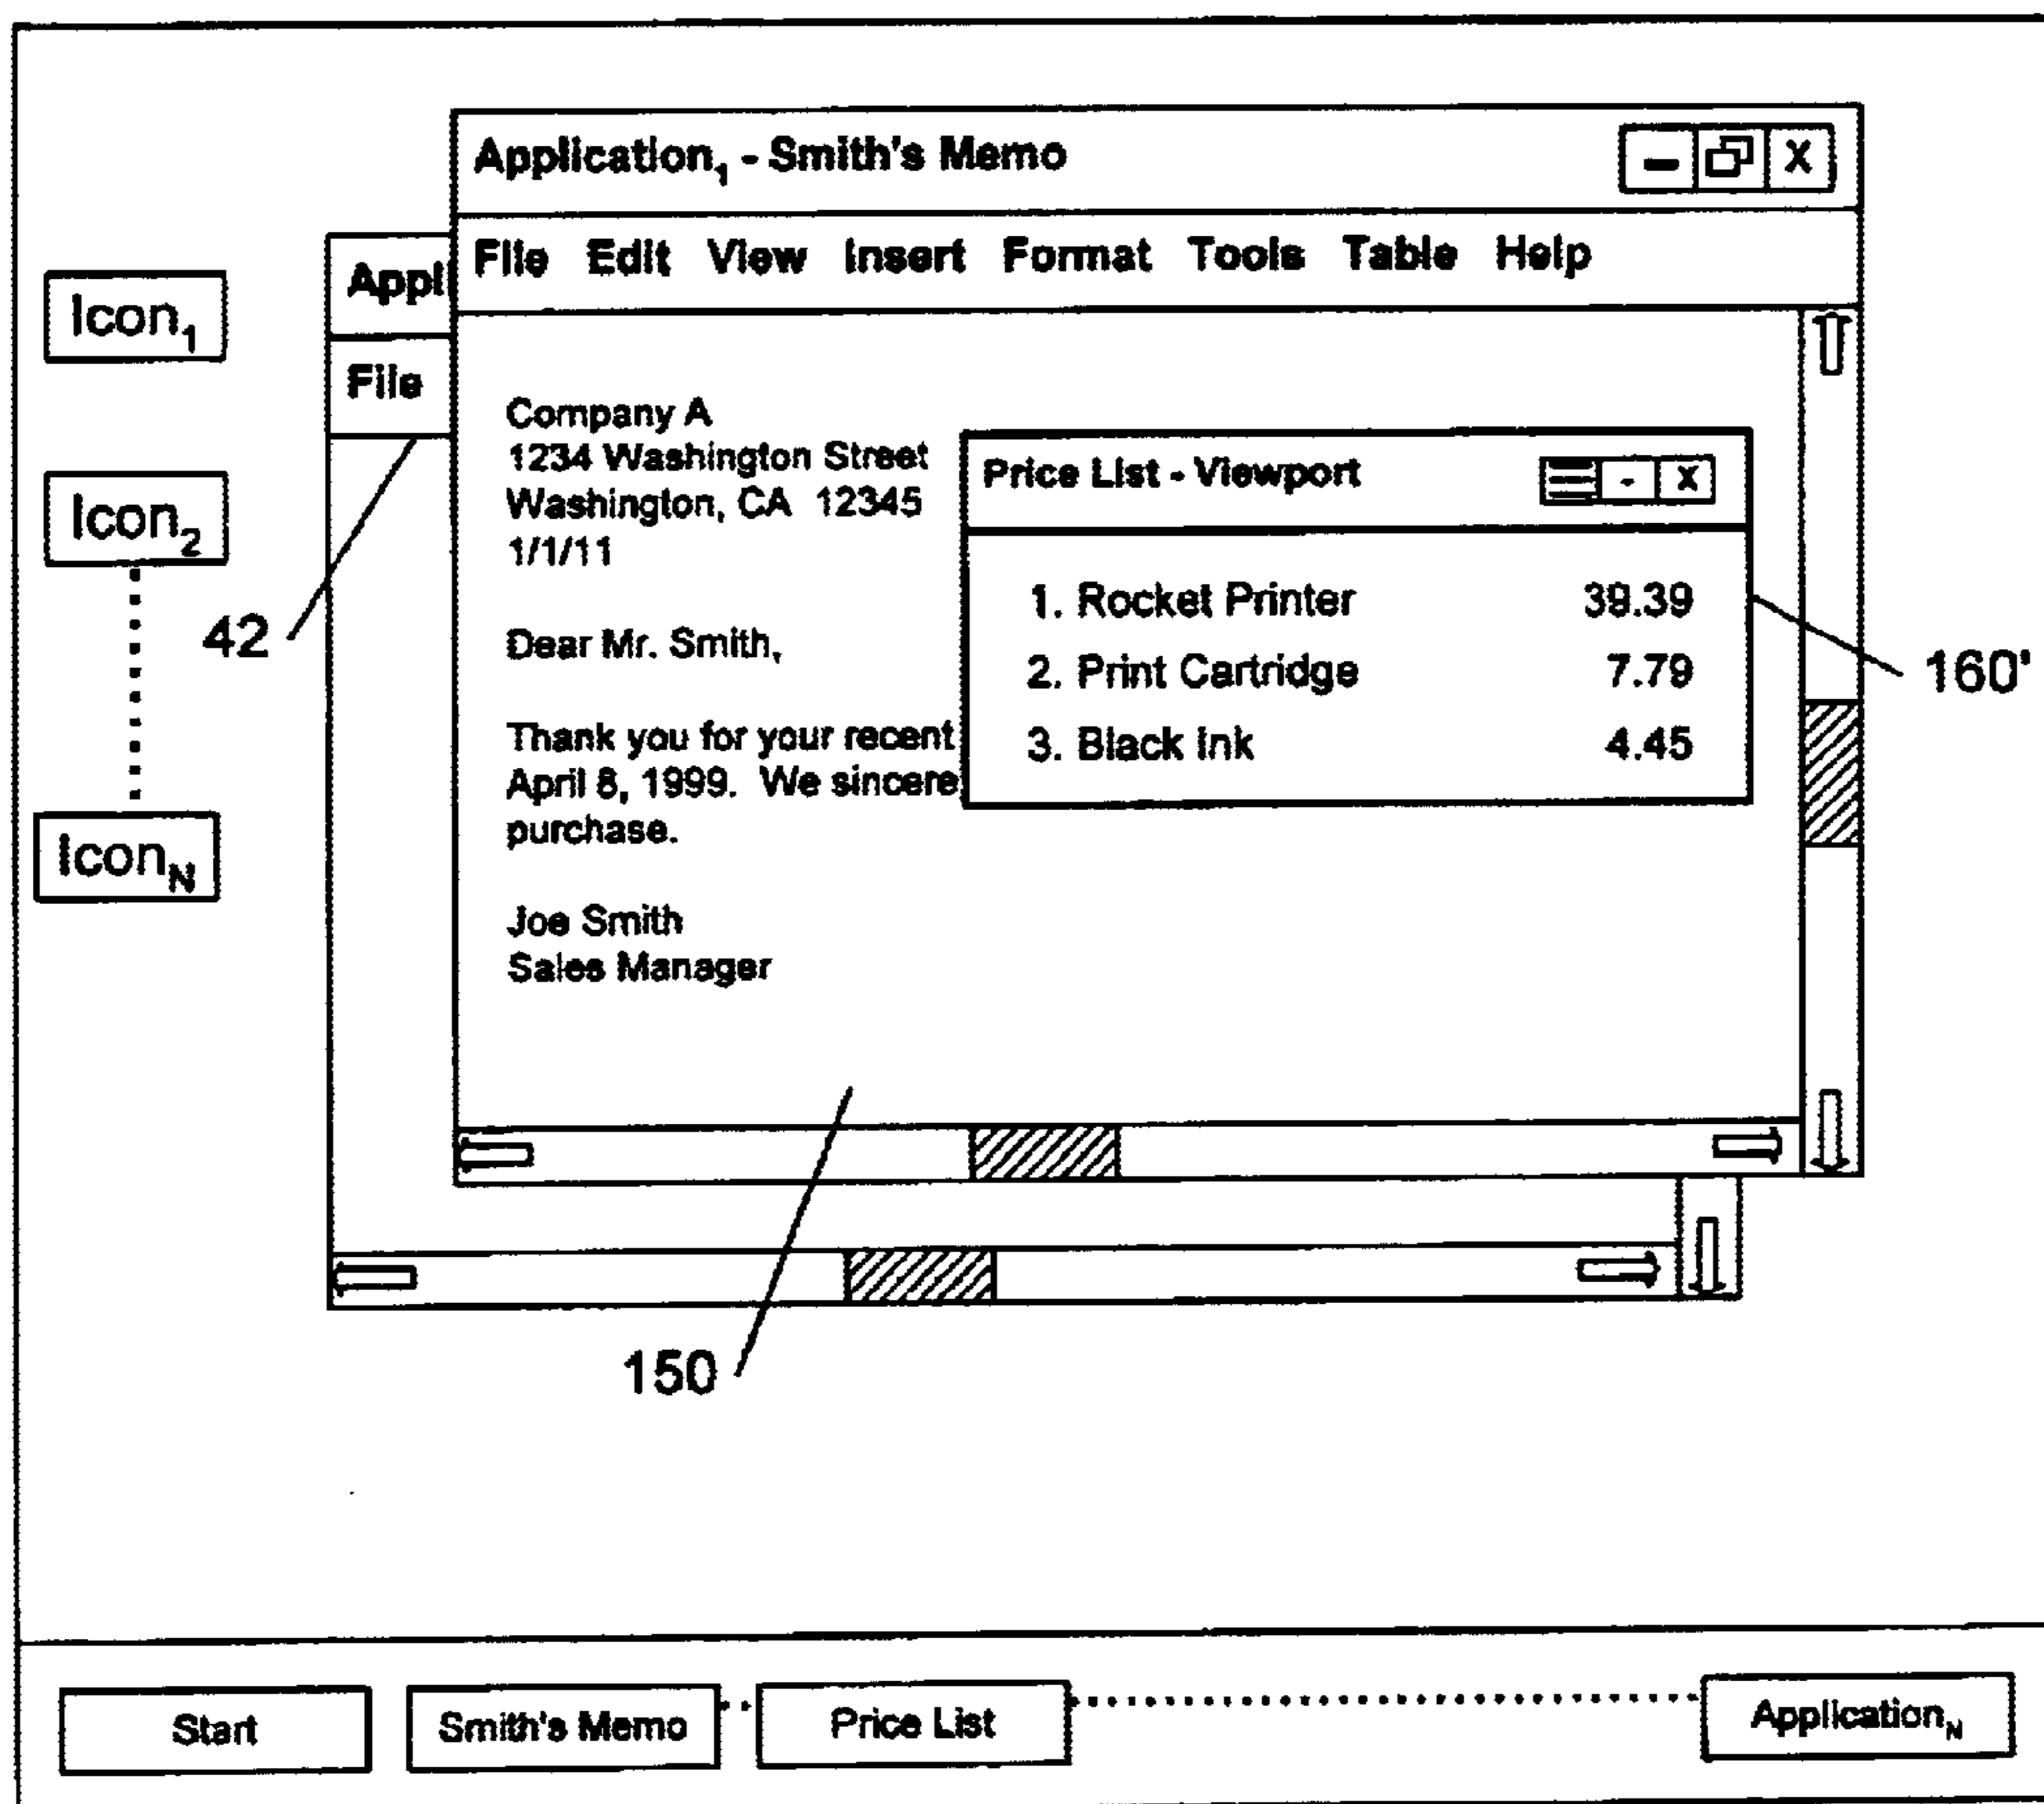 Application₁ - Smith's Memo
File Edit View Insert Format Tools Table Help
Appli
File
Icon₁
Icon₂
Icon_N
42
Company A
1234 Washington Street
Washington, CA 12345
1/1/11
Dear Mr. Smith,
Thank you for your recent
April 8, 1999. We sincere
purchase.
Joe Smith
Sales Manager
Price List - Viewport
1. Rocket Printer 39.39
2. Print Cartridge 7.79
3. Black Ink 4.45
160'
150
Start
Smith's Memo
Price List
Application_N